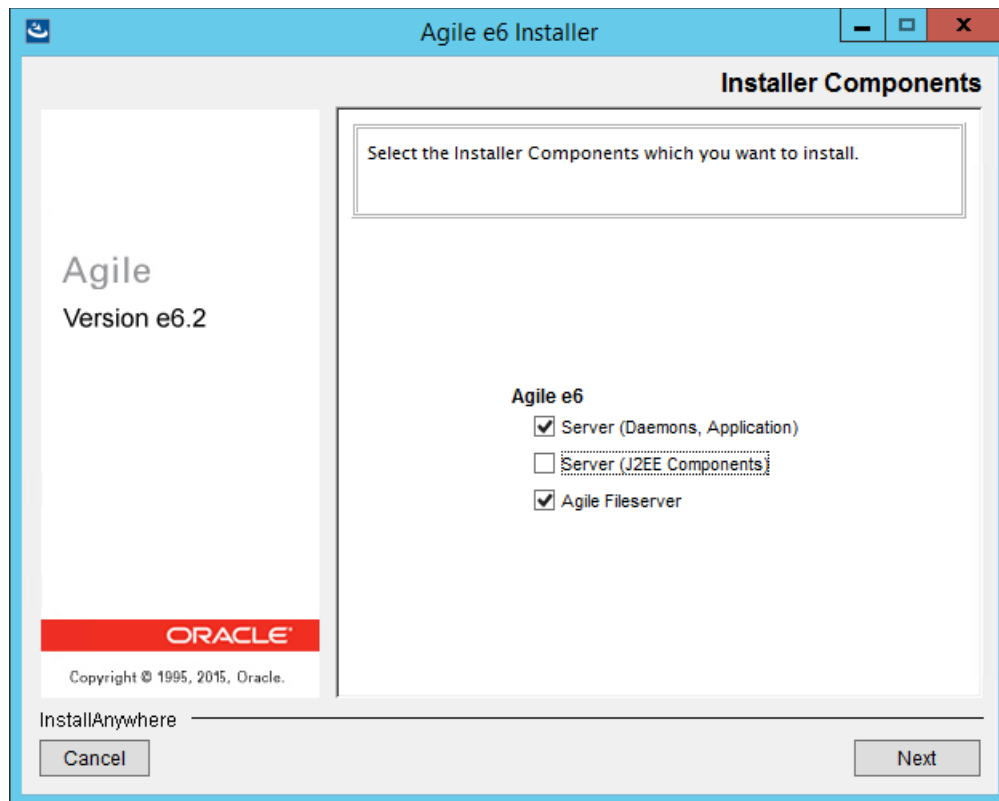 Agile e6 Installer
Installer Components
Select the Installer Components which you want to install.
Agile
Version e6.2
Agile e6
Server (Daemons, Application)
Server (J2EE Components)
Agile Fileserver
ORACLE®
Copyright © 1995, 2015, Oracle.
InstallAnywhere
Cancel
Next